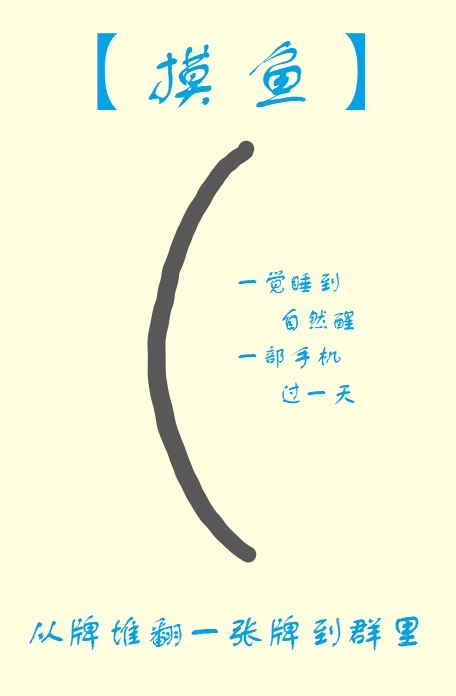 【摸鱼】
一觉睡到
自然醒
一部手机
过一天
从牌堆翻一张牌到群里